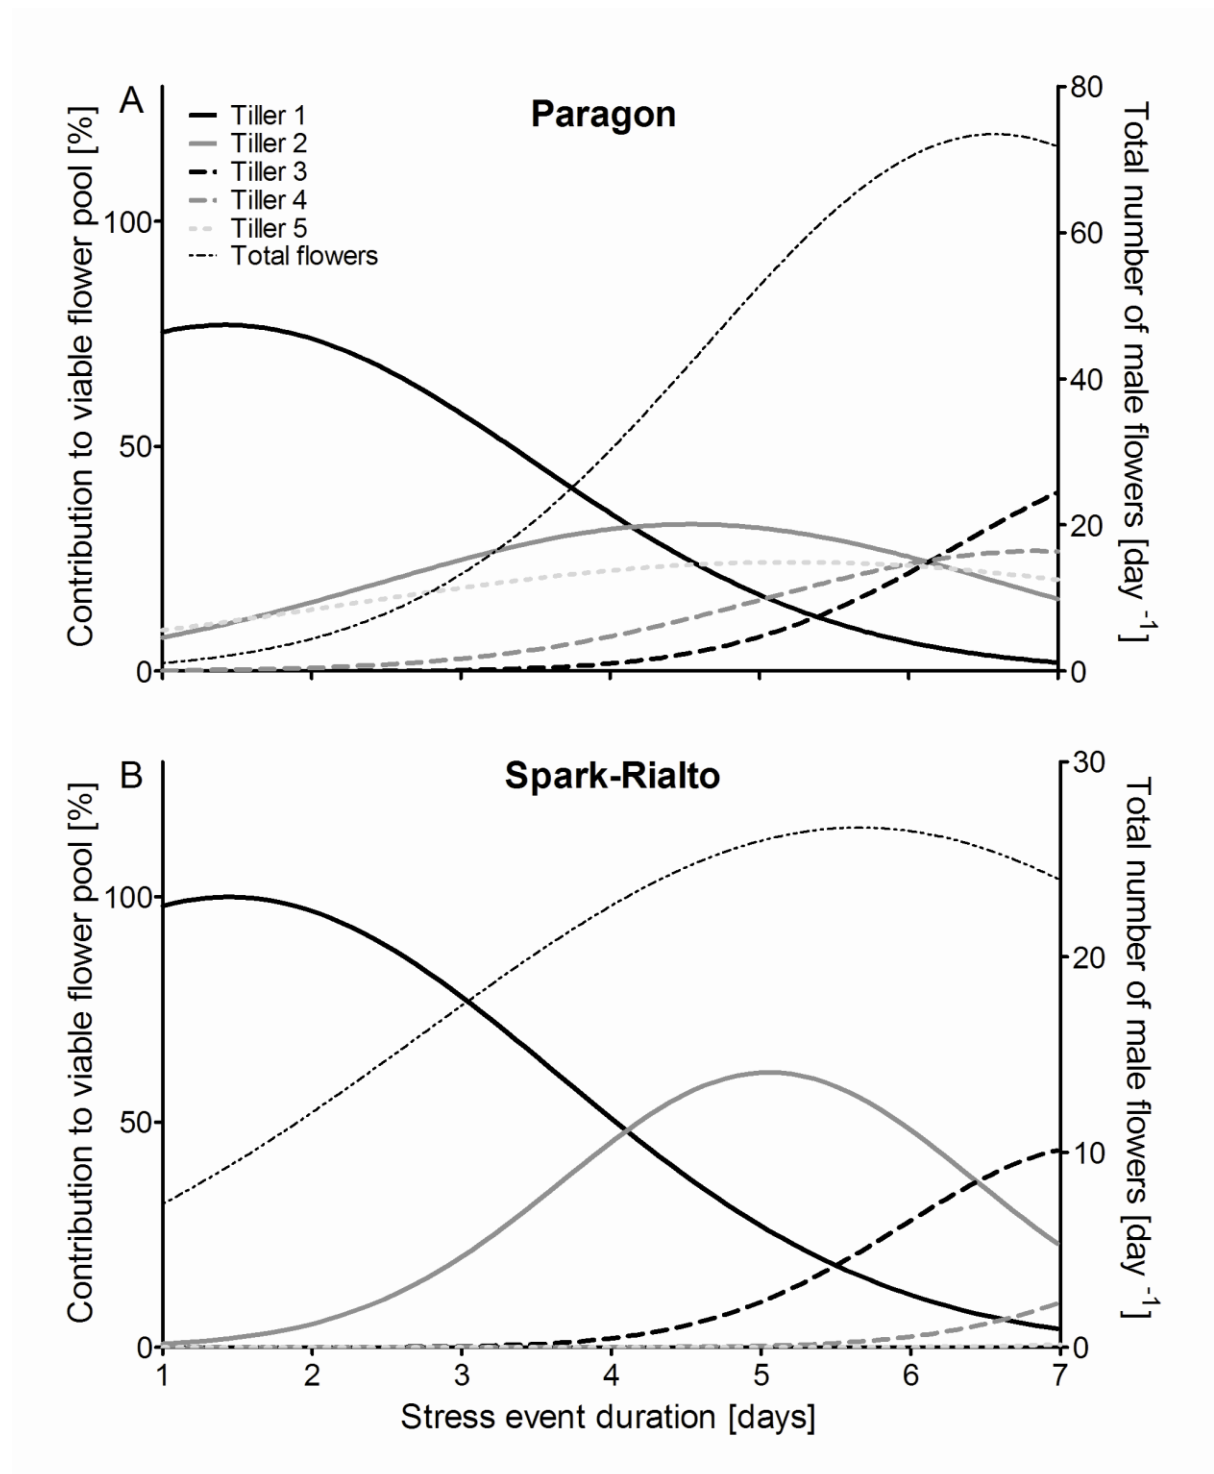 A
Paragon
Tiller 1
Tiller 2
Tiller 3
Tiller 4
Tiller 5
Total flowers
Contribution to viable flower pool [%]
100
50
0
80
60
40
20
0
Total number of male flowers [day -1]
B
Spark-Rialto
Contribution to viable flower pool [%]
100
50
0
30
20
10
0
Total number of male flowers [day -1]
1 2 3 4 5 6 7
Stress event duration [days]